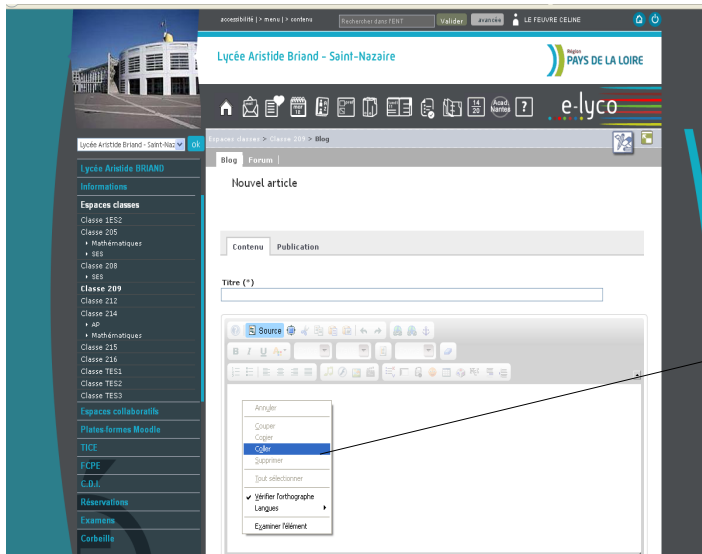 accessibilité | > menu | > contenu
Rechercher dans l'ENT
Valider
avancée
LE FEUVRE CELINE
Lycée Aristide Briand - Saint-Nazaire
Région
PAYS DE LA LOIRE
Acad. Nantes
14
20
?
e-lyco
Lycée Aristide Briand - Saint-Naz
ok
Espaces classes > Classe 209 > Blog
Blog Forum |
Nouvel article
Lycée Aristide BRIAND
Informations
Espaces classes
Classe 1ES2
Classe 205
Mathématiques
SES
Classe 208
SES
Classe 209
Classe 212
Classe 214
AP
Mathématiques
Classe 215
Classe 216
Classe TES1
Classe TES2
Classe TES3
Espaces collaboratifs
Plates-formes Moodle
TICE
FCPE
C.D.I.
Réservations
Examens
Corbeille
Contenu Publication
Titre (*)
Source
B I U
Annuler
Couper
Copier
Coller
Supprimer
Tout sélectionner
Vérifier l'orthographe
Langues
Examiner l'élément